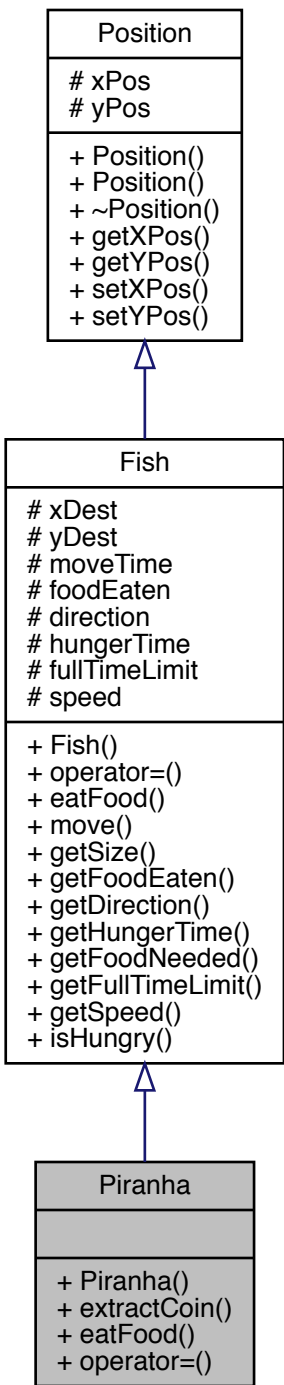 Position
# xPos
# yPos
+ Position()
+ Position()
+ ~Position()
+ getXPos()
+ getYPos()
+ setXPos()
+ setYPos()
Fish
# xDest
# yDest
# moveTime
# foodEaten
# direction
# hungerTime
# fullTimeLimit
# speed
+ Fish()
+ operator=()
+ eatFood()
+ move()
+ getSize()
+ getFoodEaten()
+ getDirection()
+ getHungerTime()
+ getFoodNeeded()
+ getFullTimeLimit()
+ getSpeed()
+ isHungry()
Piranha
+ Piranha()
+ extractCoin()
+ eatFood()
+ operator=()